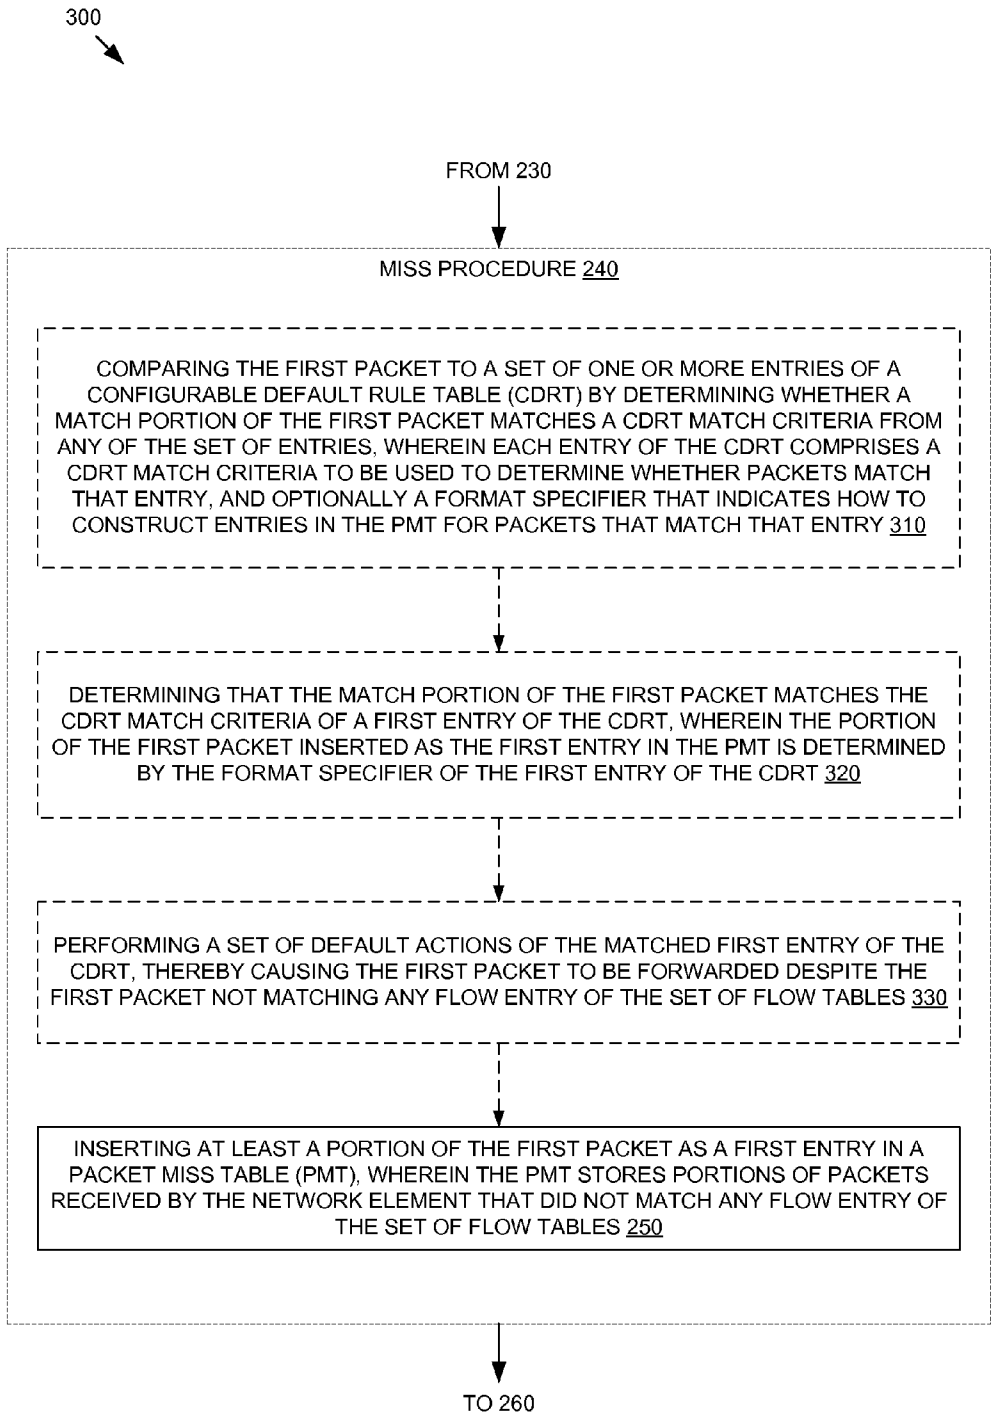 300
FROM 230
MISS PROCEDURE 240
COMPARING THE FIRST PACKET TO A SET OF ONE OR MORE ENTRIES OF A
CONFIGURABLE DEFAULT RULE TABLE (CDRT) BY DETERMINING WHETHER A
MATCH PORTION OF THE FIRST PACKET MATCHES A CDRT MATCH CRITERIA FROM
ANY OF THE SET OF ENTRIES, WHEREIN EACH ENTRY OF THE CDRT COMPRISES A
CDRT MATCH CRITERIA TO BE USED TO DETERMINE WHETHER PACKETS MATCH
THAT ENTRY, AND OPTIONALLY A FORMAT SPECIFIER THAT INDICATES HOW TO
CONSTRUCT ENTRIES IN THE PMT FOR PACKETS THAT MATCH THAT ENTRY 310
DETERMINING THAT THE MATCH PORTION OF THE FIRST PACKET MATCHES THE
CDRT MATCH CRITERIA OF A FIRST ENTRY OF THE CDRT, WHEREIN THE PORTION
OF THE FIRST PACKET INSERTED AS THE FIRST ENTRY IN THE PMT IS DETERMINED
BY THE FORMAT SPECIFIER OF THE FIRST ENTRY OF THE CDRT 320
PERFORMING A SET OF DEFAULT ACTIONS OF THE MATCHED FIRST ENTRY OF THE
CDRT, THEREBY CAUSING THE FIRST PACKET TO BE FORWARDED DESPITE THE
FIRST PACKET NOT MATCHING ANY FLOW ENTRY OF THE SET OF FLOW TABLES 330
INSERTING AT LEAST A PORTION OF THE FIRST PACKET AS A FIRST ENTRY IN A
PACKET MISS TABLE (PMT), WHEREIN THE PMT STORES PORTIONS OF PACKETS
RECEIVED BY THE NETWORK ELEMENT THAT DID NOT MATCH ANY FLOW ENTRY OF
THE SET OF FLOW TABLES 250
TO 260